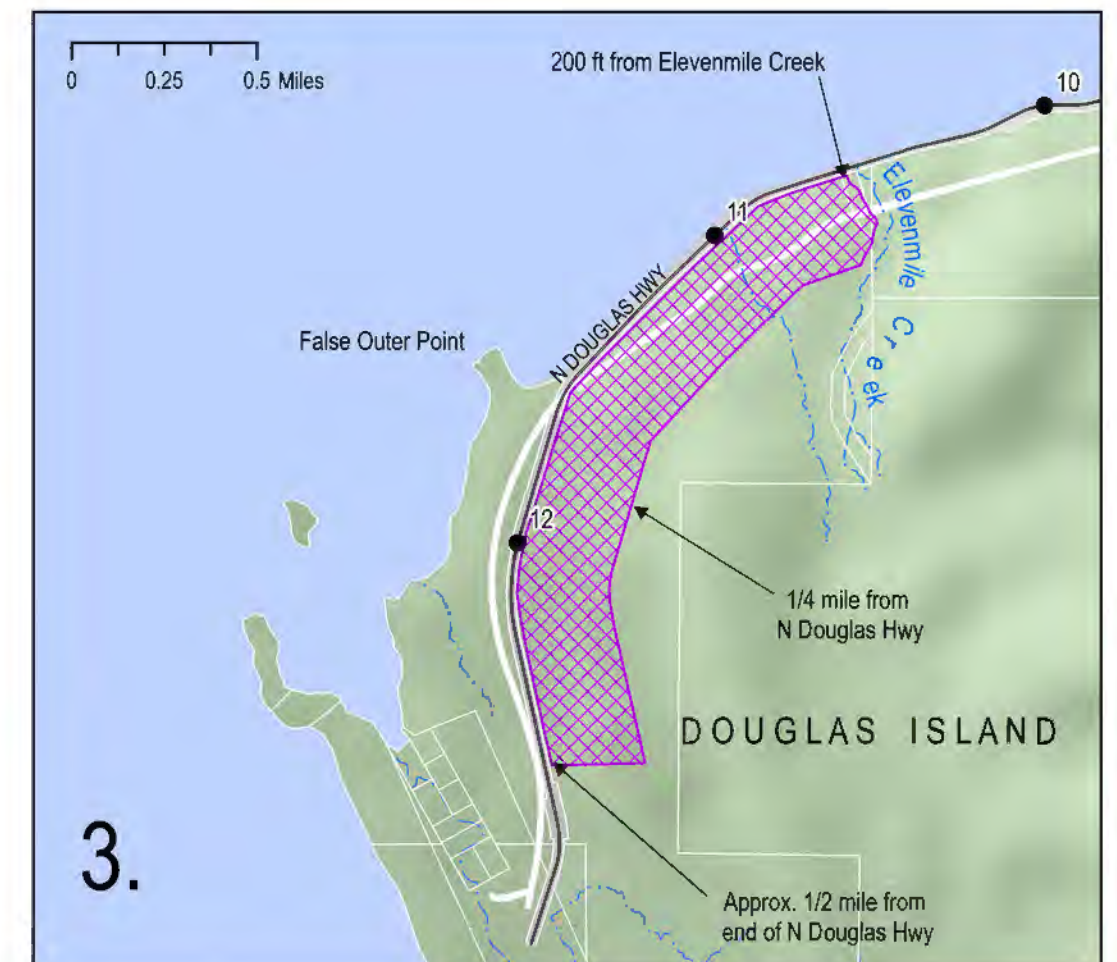 0 0.25 0.5 Miles
200 ft from Elevenmile Creek
10
Elevenmile Creek
11
N DOUGLAS HWY
False Outer Point
12
1/4 mile from
N Douglas Hwy
DOUGLAS ISLAND
3.
Approx. 1/2 mile from
end of N Douglas Hwy